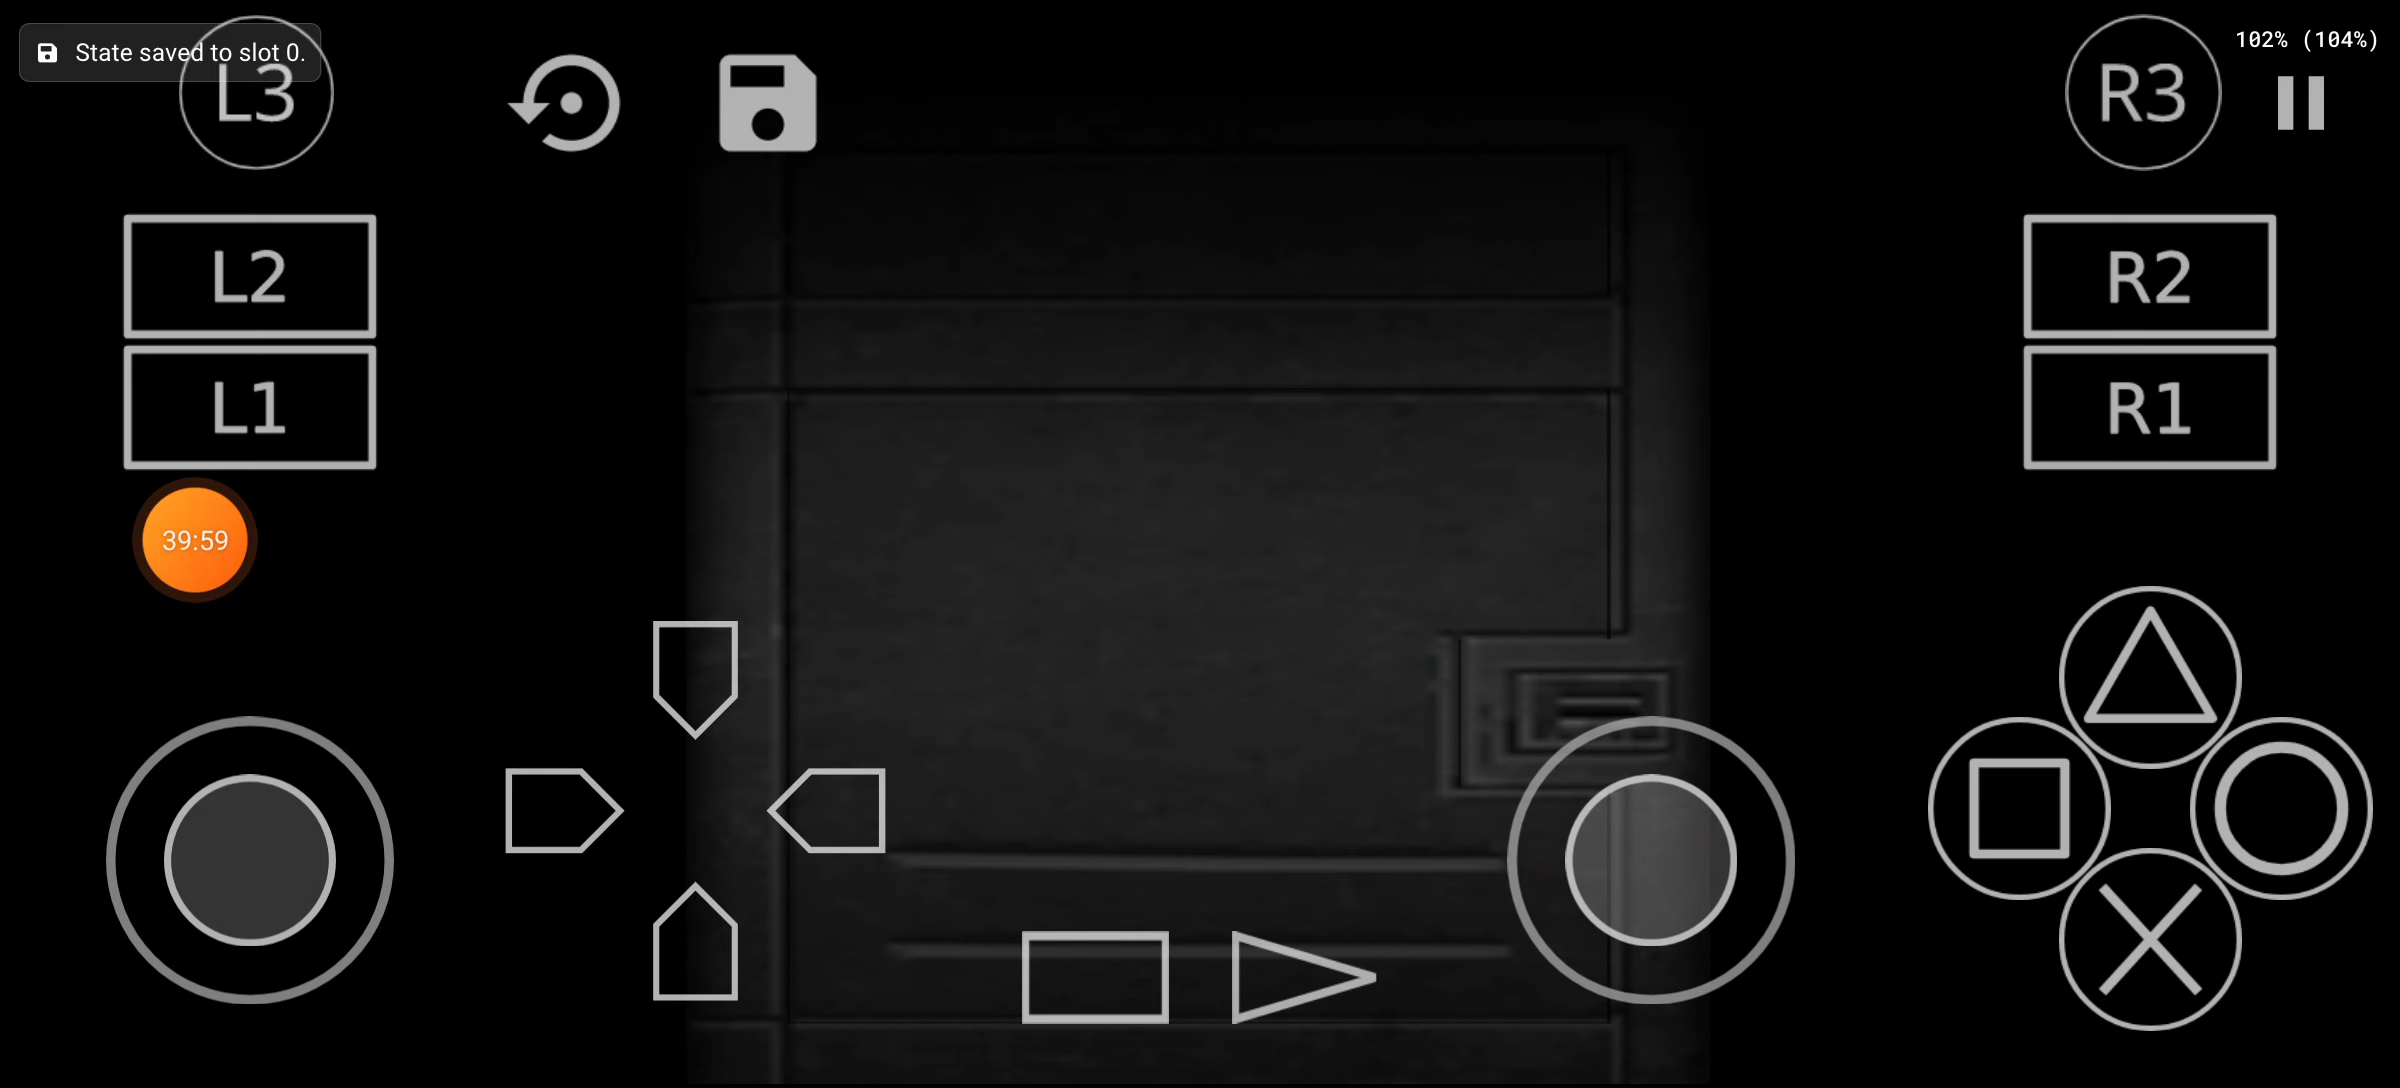 State saved to slot 0.
102% (104%)
L3
R3
L2
R2
L1
R1
39:59